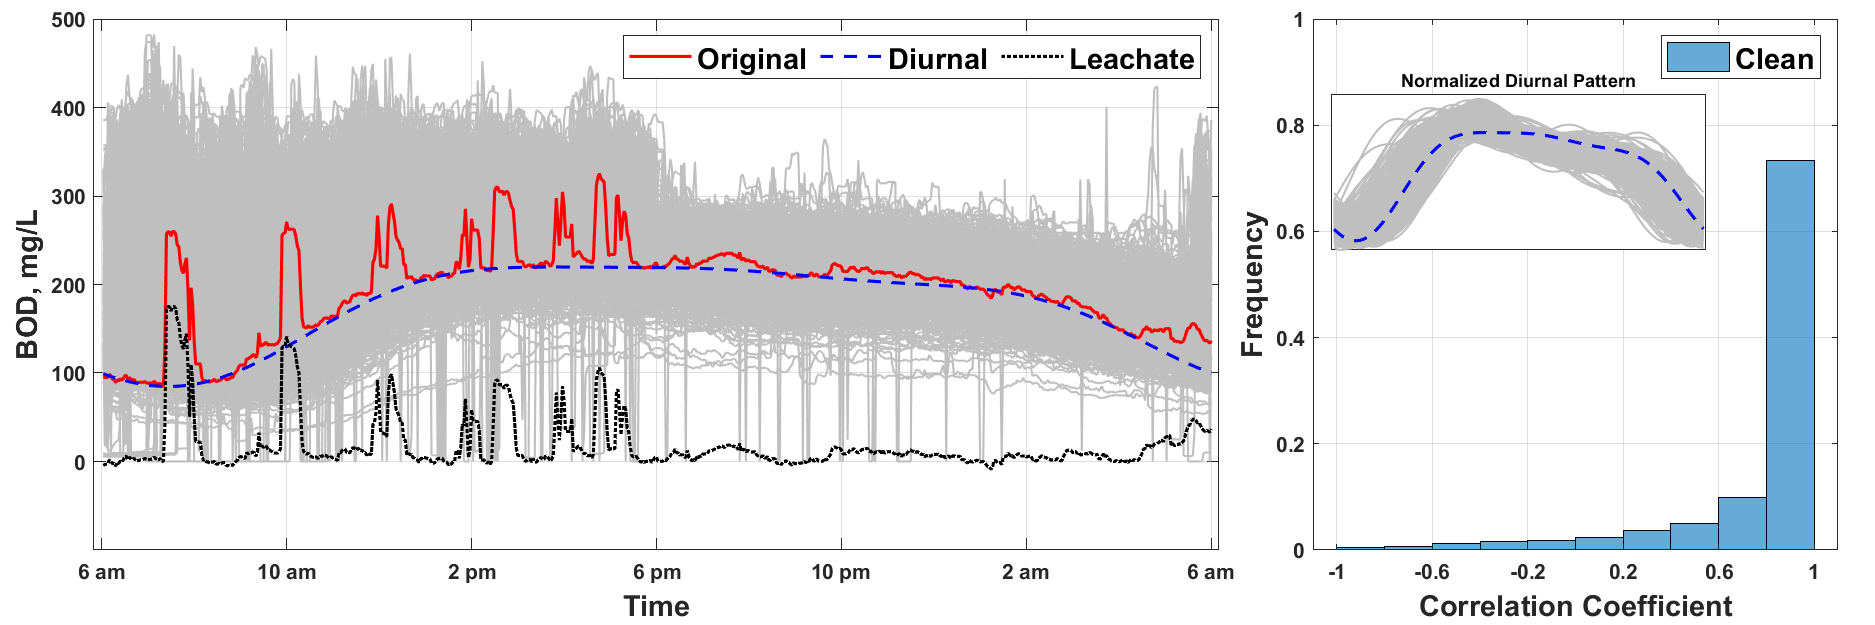 500
400
300
200
100
0
BOD, mg/L
Original Diurnal Leachate
6 am 10 am 2 pm 6 pm 10 pm 2 am 6 am
Time
1
0.8
0.6
0.4
0.2
0
Frequency
Clean
Normalized Diurnal Pattern
-1 -0.6 -0.2 0.2 0.6 1
Correlation Coefficient